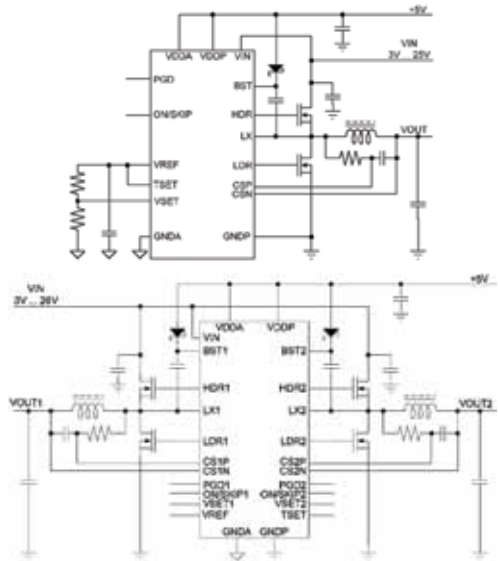 +5V
VDDA VDDP VIN
VIN
3V 25V
PGD
BST
ON/SKIP
HDR
LX
VOUT
VREF
LDR
TSET
CSP
CSN
VSET
GNDA
GNDP
+5V
VIN
3V ... 26V
VDDA VDDP
VIN
BST1 BST2
HDR1 HDR2
VOUT1
LX1 LX2
VOUT2
LDR1 LDR2
CS1P CS2P
CS1N CS2N
PGD1 PGD2
ON/SKIP1 ON/SKIP2
VSET1 VSET2
VREF TSET
GNDA GNDP